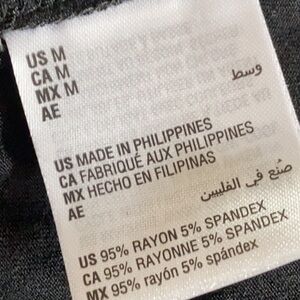 US M
CA M
MX M
AE وسط
US MADE IN PHILIPPINES
CA FABRIQUÉ AUX PHILIPPINES
MX HECHO EN FILIPINAS
AE صنع في الفلبين
US 95% RAYON 5% SPANDEX
CA 95% RAYONNE 5% SPANDEX
MX 95% rayón 5% spándex